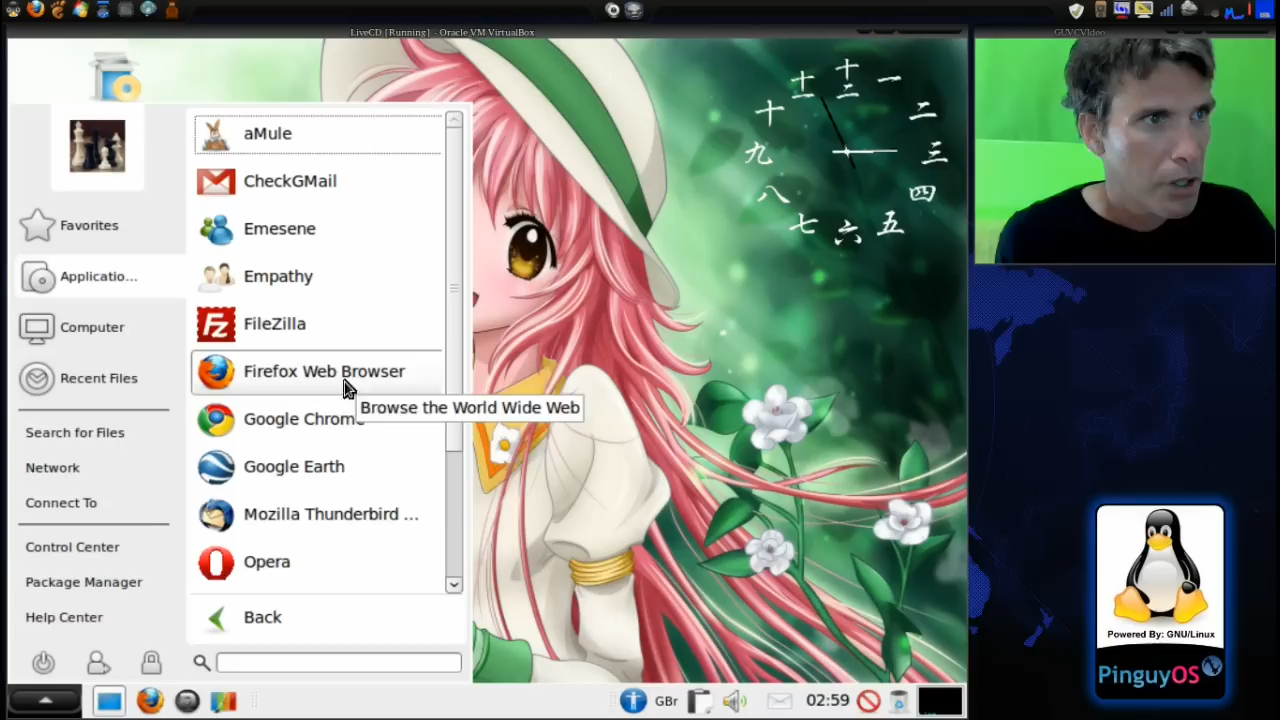 LiveCD [Running] - Oracle VM VirtualBox
GUVCVideo
aMule
CheckGMail
Emesene
Empathy
FileZilla
Firefox Web Browser
Browse the World Wide Web
Google Chrome
Google Earth
Mozilla Thunderbird ...
Opera
Back
Favorites
Applicatio...
Computer
Recent Files
Search for Files
Network
Connect To
Control Center
Package Manager
Help Center
十二
一
二
三
四
五
六
七
八
九
十
十一
GBr
02:59
Powered By: GNU/Linux
PinguyOS